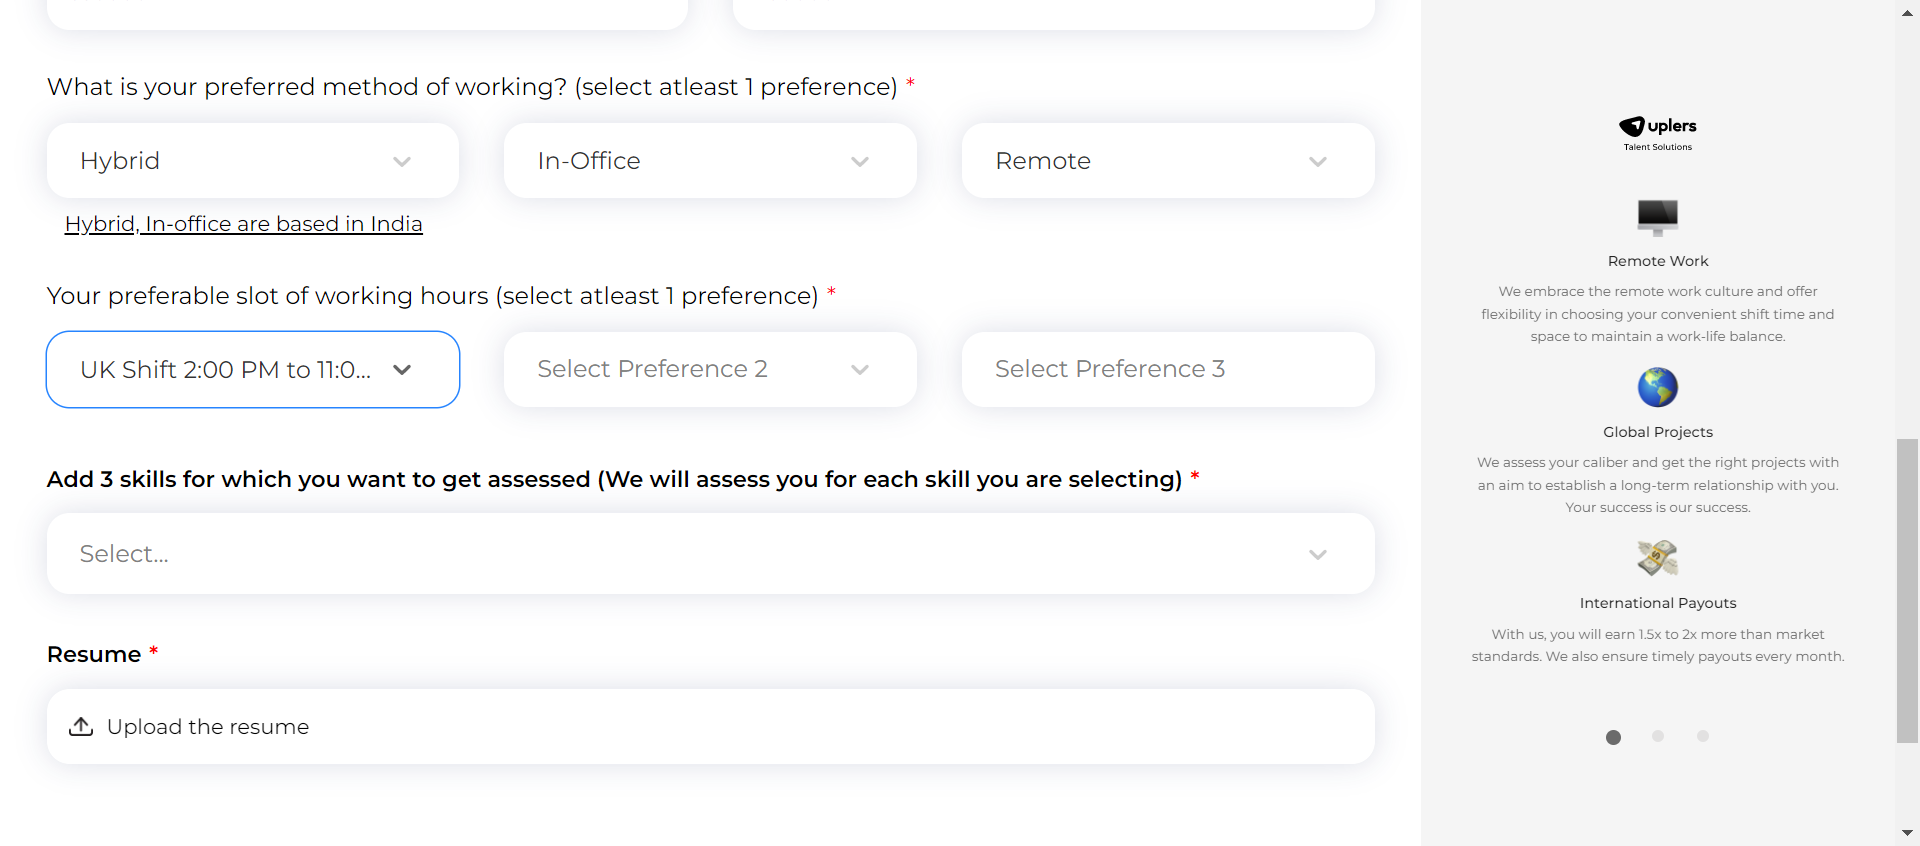 What is your preferred method of working? (select atleast 1 preference) *
Hybrid
In-Office
Remote
Hybrid, In-office are based in India
Your preferable slot of working hours (select atleast 1 preference) *
UK Shift 2:00 PM to 11:0...
Select Preference 2
Select Preference 3
Add 3 skills for which you want to get assessed (We will assess you for each skill you are selecting) *
Select...
Resume *
Upload the resume
uplers
Talent Solutions
Remote Work
We embrace the remote work culture and offer
flexibility in choosing your convenient shift time and
space to maintain a work-life balance.
Global Projects
We assess your caliber and get the right projects with
an aim to establish a long-term relationship with you.
Your success is our success.
International Payouts
With us, you will earn 1.5x to 2x more than market
standards. We also ensure timely payouts every month.